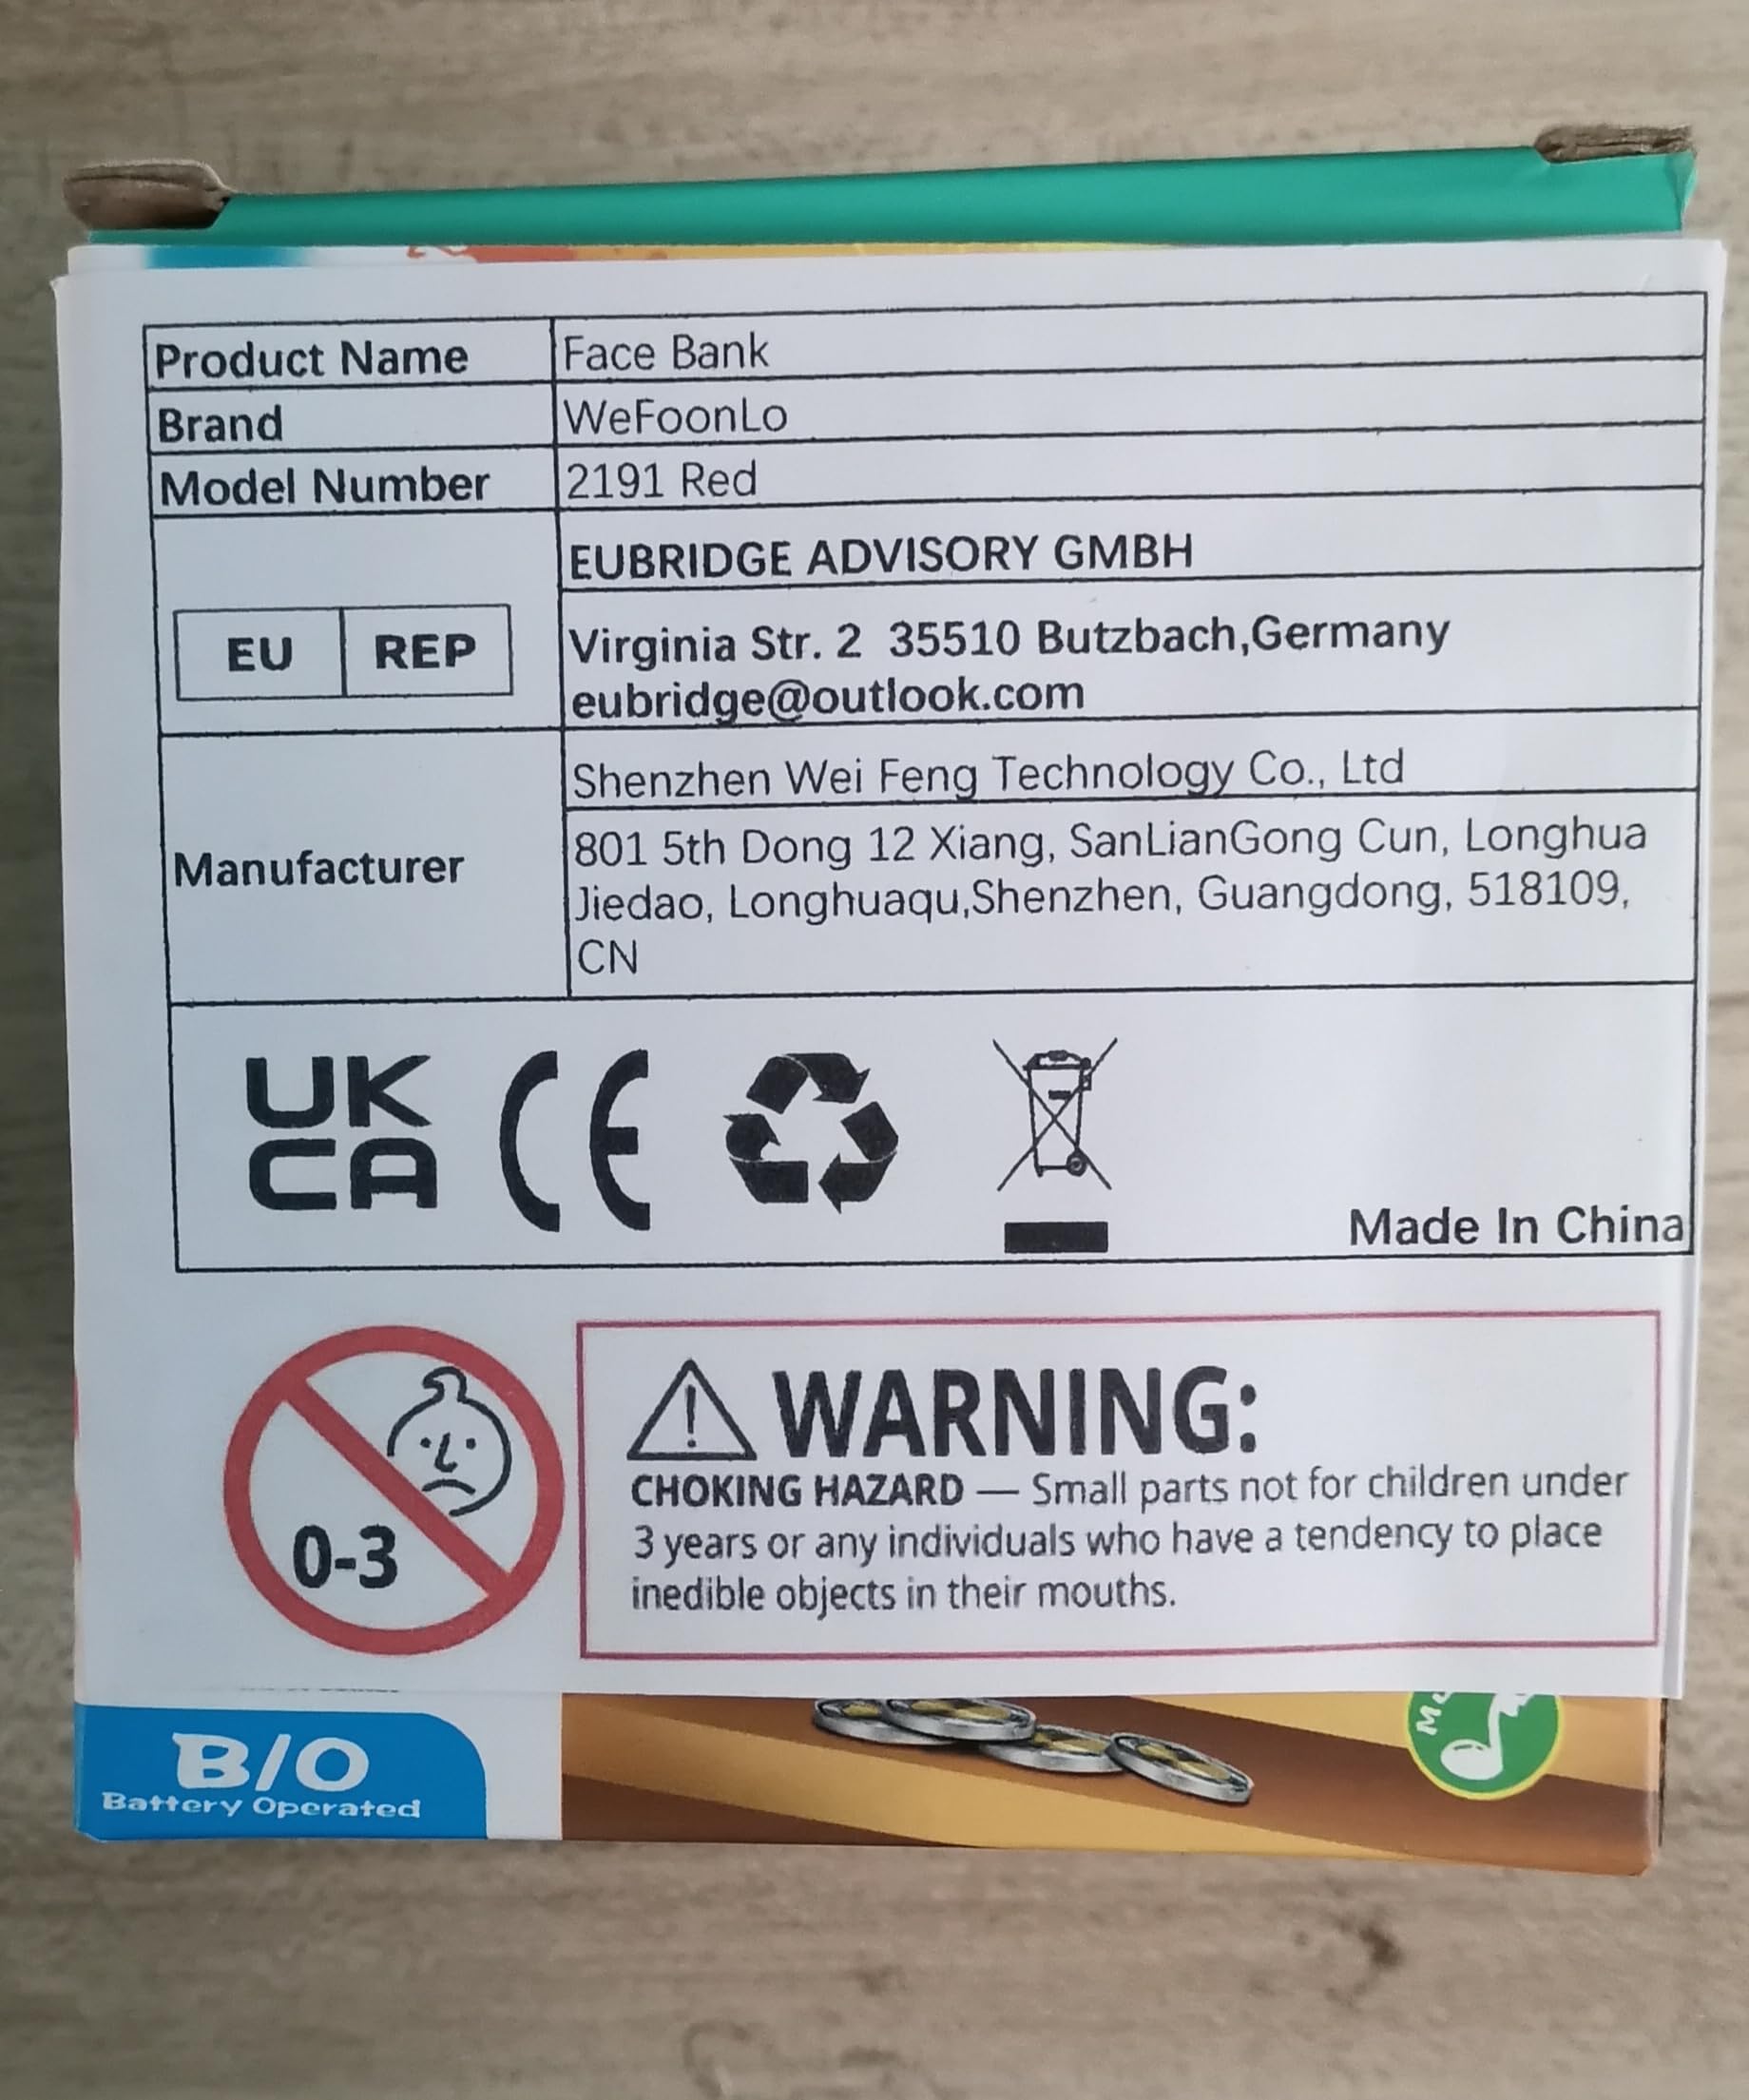 Product Name Face Bank
Brand WeFoonLo
Model Number 2191 Red
EU REP
EUBRIDGE ADVISORY GMBH
Virginia Str. 2 35510 Butzbach,Germany
eubridge@outlook.com
Manufacturer
Shenzhen Wei Feng Technology Co., Ltd
801 5th Dong 12 Xiang, SanLianGong Cun, Longhua
Jiedao, Longhuaqu,Shenzhen, Guangdong, 518109,
CN
UK
CA
CE
Made In China
0-3
WARNING:
CHOKING HAZARD — Small parts not for children under
3 years or any individuals who have a tendency to place
inedible objects in their mouths.
B/O
Battery Operated